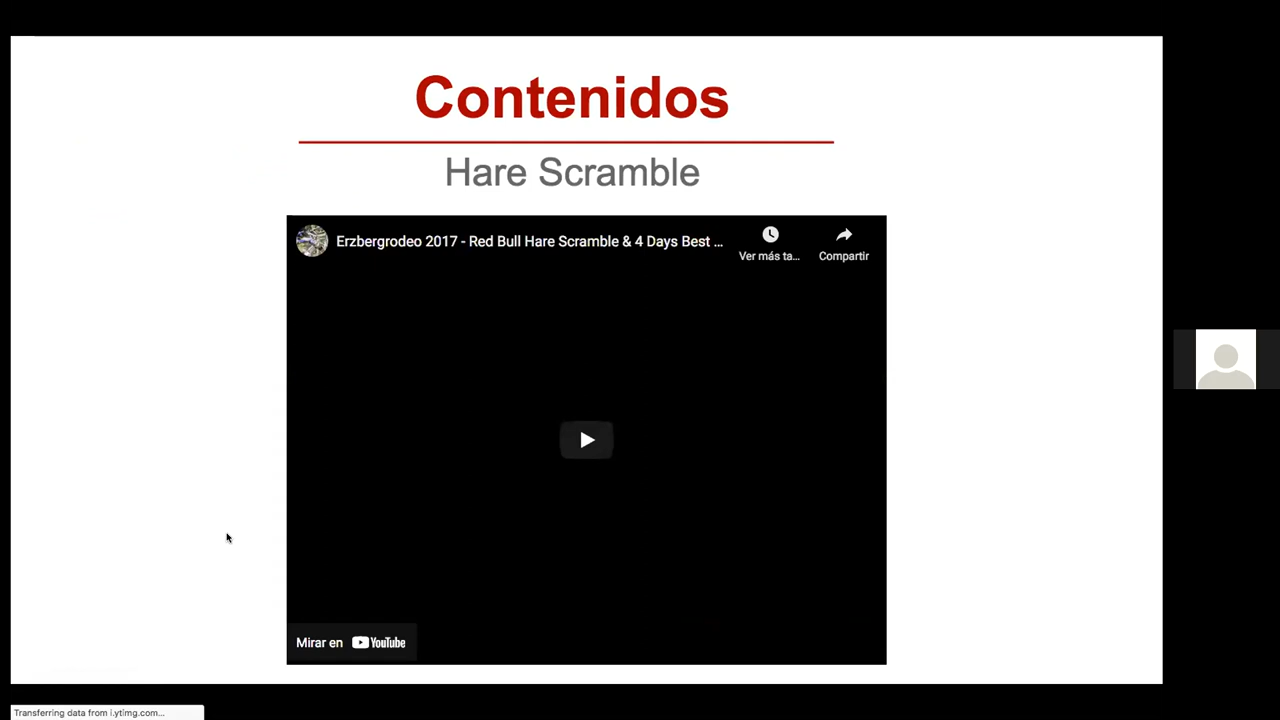 Contenidos
Hare Scramble
Erzbergrodeo 2017 - Red Bull Hare Scramble & 4 Days Best ...
Ver más ta...
Compartir
Mirar en YouTube
Transferring data from i.ytimg.com...